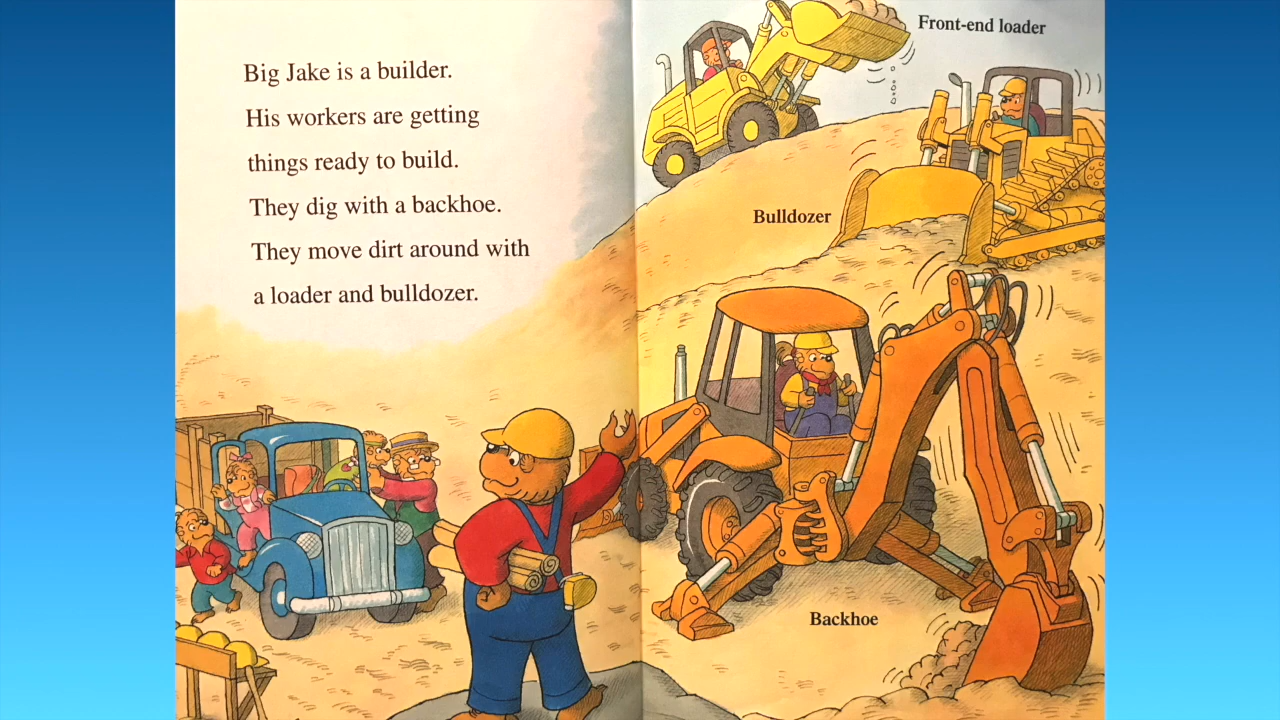 Big Jake is a builder.
His workers are getting
things ready to build.
They dig with a backhoe.
They move dirt around with
a loader and bulldozer.
Front-end loader
Bulldozer
Backhoe